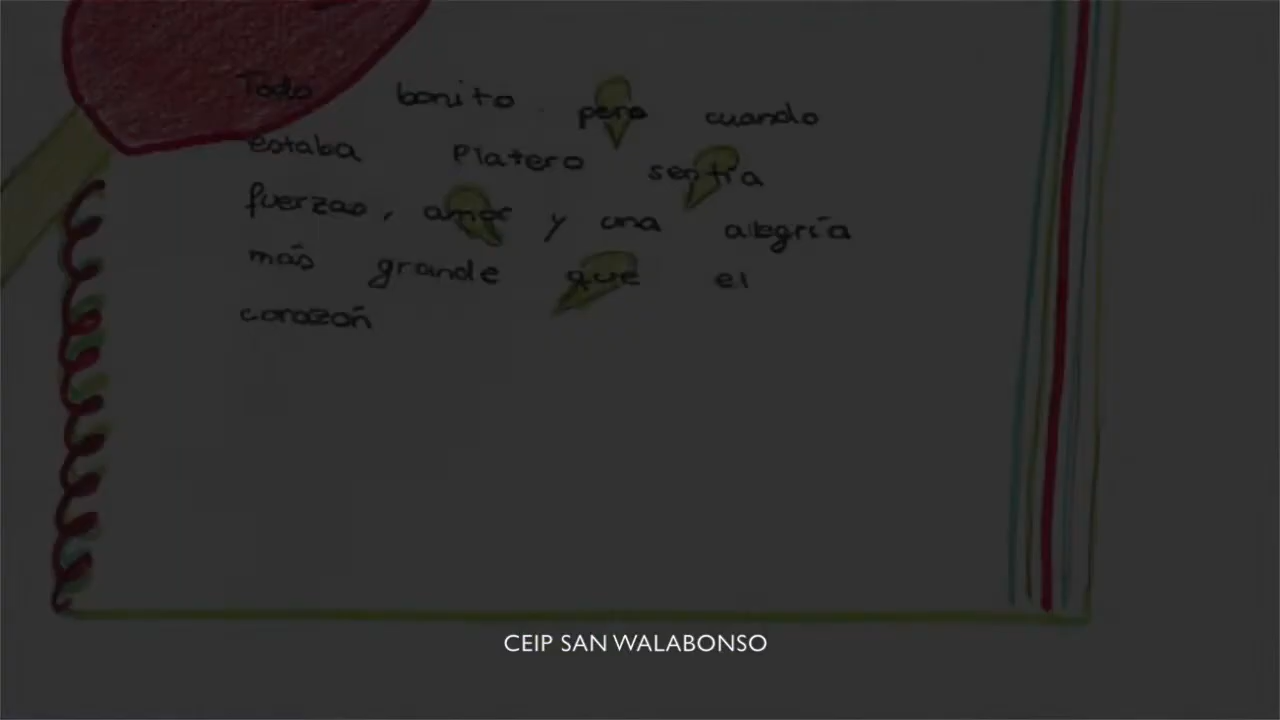 Todo bonito pero cuando
estaba Platero sentía
fuerzas, amor y una alegría
más grande que el
corazón
CEIP SAN WALABONSO